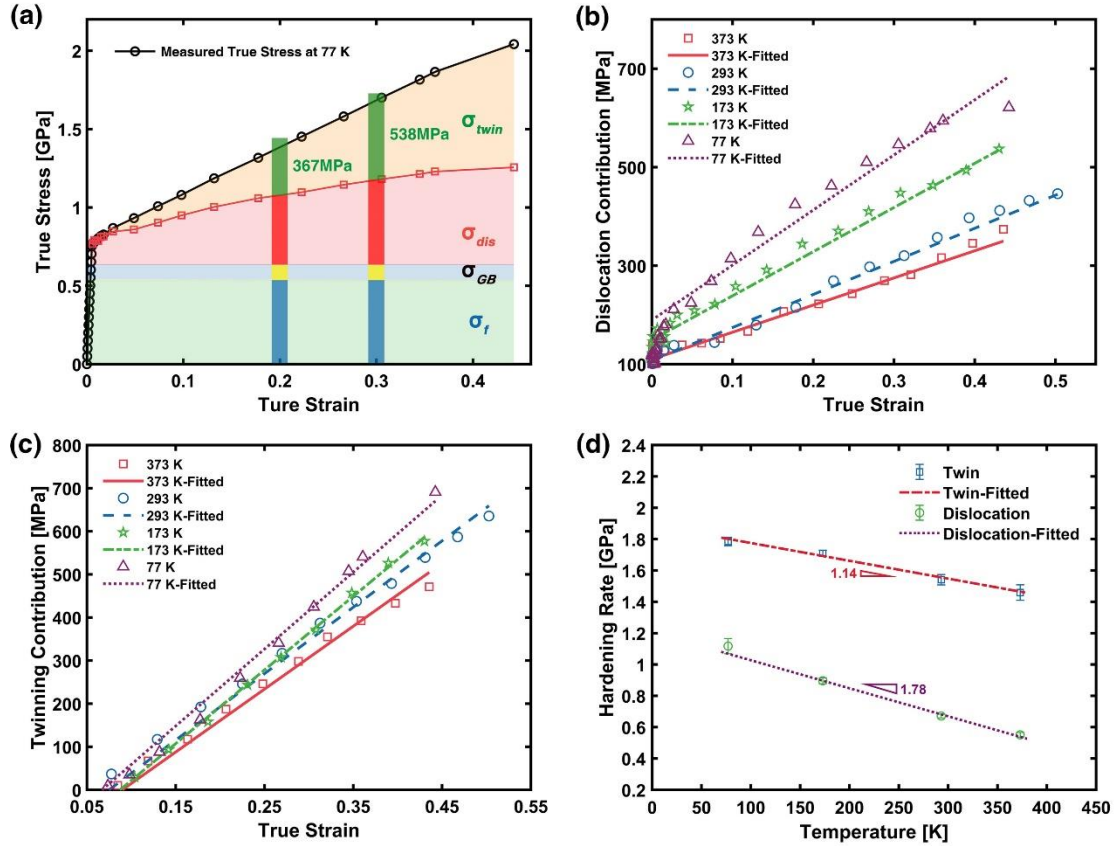 (a)
2
1.5
1
0.5
0
True Stress [GPa]
Measured True Stress at 77 K
367MPa
538MPa
σtwin
σdis
σGB
σf
0
0.1
0.2
0.3
0.4
Ture Strain
(b)
700
500
300
100
Dislocation Contribution [MPa]
373 K
373 K-Fitted
293 K
293 K-Fitted
173 K
173 K-Fitted
77 K
77 K-Fitted
0
0.1
0.2
0.3
0.4
0.5
True Strain
(c)
800
700
600
500
400
300
200
100
0
Twinning Contribution [MPa]
373 K
373 K-Fitted
293 K
293 K-Fitted
173 K
173 K-Fitted
77 K
77 K-Fitted
0.05
0.15
0.25
0.35
0.45
0.55
True Strain
(d)
2.4
2.2
2
1.8
1.6
1.4
1.2
1
0.8
0.6
0.4
0.2
Hardening Rate [GPa]
Twin
Twin-Fitted
Dislocation
Dislocation-Fitted
1.14
1.78
0
50
100
150
200
250
300
350
400
450
Temperature [K]